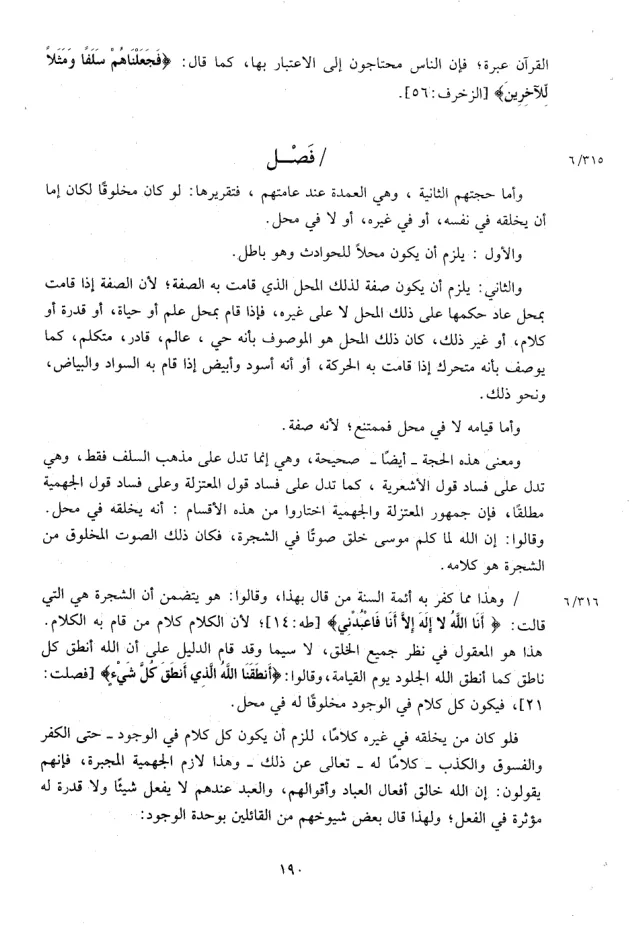 القرآن عبرة؛ فإن الناس محتاجون إلى الاعتبار بها، كما قال: ﴿فَجَعَلْنَاهُمْ سَلَفًا وَمَثَلاً
لِّلآخِرِينَ﴾ [الزخرف: ٥٦].
٦/٣١٥
/ فَصْــل
وأما حجتهم الثانية ، وهي العمدة عند عامتهم ، فتقريرها: لو كان مخلوقًا لكان إما
أن يخلقه في نفسه، أو في غيره، أو لا في محل.
والأول : يلزم أن يكون محلاً للحوادث وهو باطل.
والثاني: يلزم أن يكون صفة لذلك المحل الذي قامت به الصفة؛ لأن الصفة إذا قامت
بمحل عاد حكمها على ذلك المحل لا على غيره، فإذا قام بمحل علم أو حياة، أو قدرة أو
كلام، أو غير ذلك، كان ذلك المحل هو الموصوف بأنه حي ، عالم، قادر، متكلم، كما
يوصف بأنه متحرك إذا قامت به الحركة، أو أنه أسود وأبيض إذا قام به السواد والبياض،
ونحو ذلك.
وأما قيامه لا في محل فممتنع؛ لأنه صفة.
ومعنى هذه الحجة ـ أيضًا ـ صحيحة، وهي إنما تدل على مذهب السلف فقط، وهي
تدل على فساد قول الأشعرية ، كما تدل على فساد قول المعتزلة وعلى فساد قول الجهمية
مطلقًا، فإن جمهور المعتزلة والجهمية اختاروا من هذه الأقسام : أنه يخلقه في محل.
وقالوا: إن الله لما كلم موسى خلق صوتًا في الشجرة، فكان ذلك الصوت المخلوق من
الشجرة هو كلامه.
٦/٣١٦
/ وهذا مما كفر به أئمة السنة من قال بهذا، وقالوا: هو يتضمن أن الشجرة هي التي
قالت: ﴿ أَنَا اللَّهُ لا إِلَهَ إِلاَّ أَنَا فَاعْبُدْنِي﴾ [طه:١٤]؛ لأن الكلام كلام من قام به الكلام.
هذا هو المعقول في نظر جميع الخلق، لا سيما وقد قام الدليل على أن الله أنطق كل
ناطق كما أنطق الله الجلود يوم القيامة،وقالوا: ﴿أَنطَقَنَا اللَّهُ الَّذِي أَنطَقَ كُلَّ شَيْءٍ﴾ [فصلت:
٢١]، فيكون كل كلام في الوجود مخلوقًا له في محل.
فلو كان من يخلقه في غيره كلامًا، للزم أن يكون كل كلام في الوجود ـ حتى الكفر
والفسوق والكذب ـ كلامًا له ـ تعالى عن ذلك ـ وهذا لازم الجهمية المجبرة، فإنهم
يقولون: إن الله خالق أفعال العباد وأقوالهم، والعبد عندهم لا يفعل شيئًا ولا قدرة له
مؤثرة في الفعل؛ ولهذا قال بعض شيوخهم من القائلين بوحدة الوجود:
١٩٠